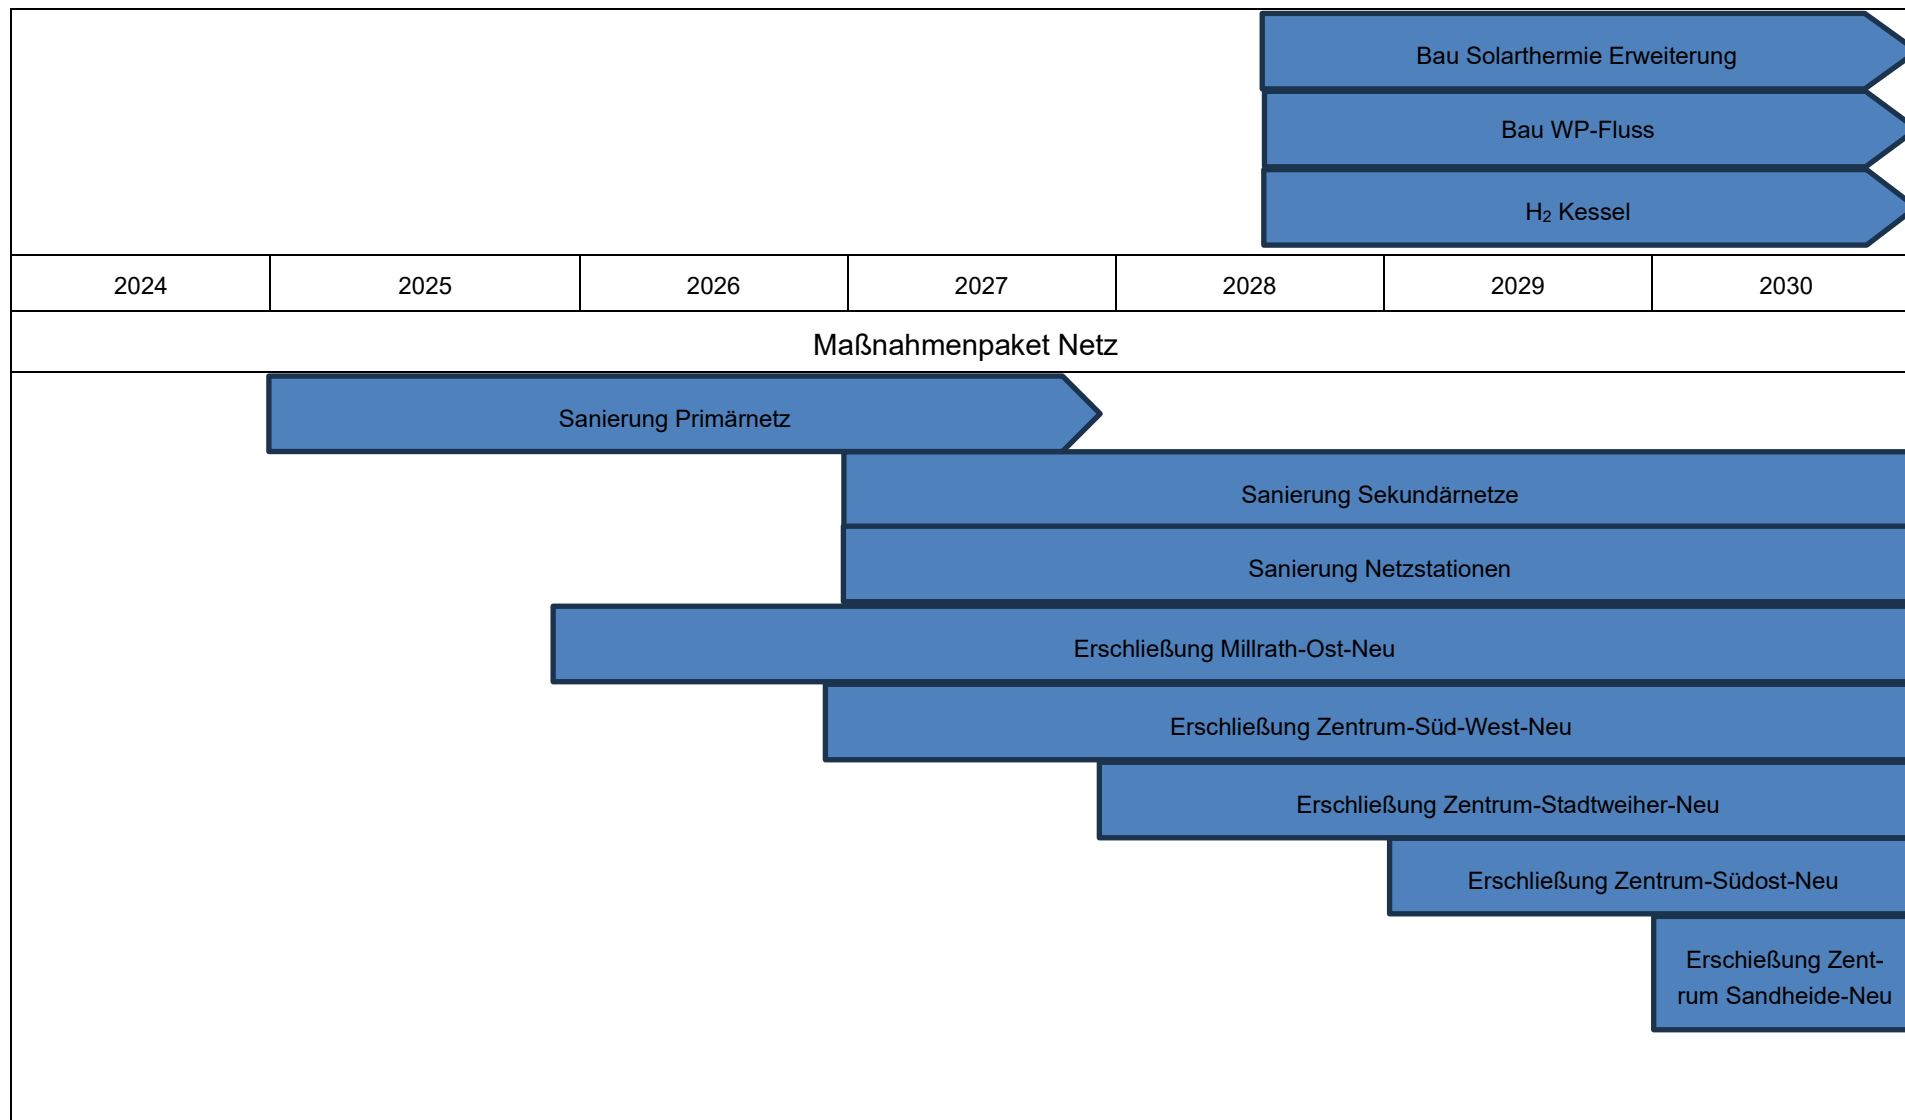 Bau Solarthermie Erweiterung
Bau WP-Fluss
H₂ Kessel
2024 2025 2026 2027 2028 2029 2030
Maßnahmenpaket Netz
Sanierung Primärnetz
Sanierung Sekundärnetze
Sanierung Netzstationen
Erschließung Millrath-Ost-Neu
Erschließung Zentrum-Süd-West-Neu
Erschließung Zentrum-Stadtweiher-Neu
Erschließung Zentrum-Südost-Neu
Erschießung Zent-
rum Sandheide-Neu